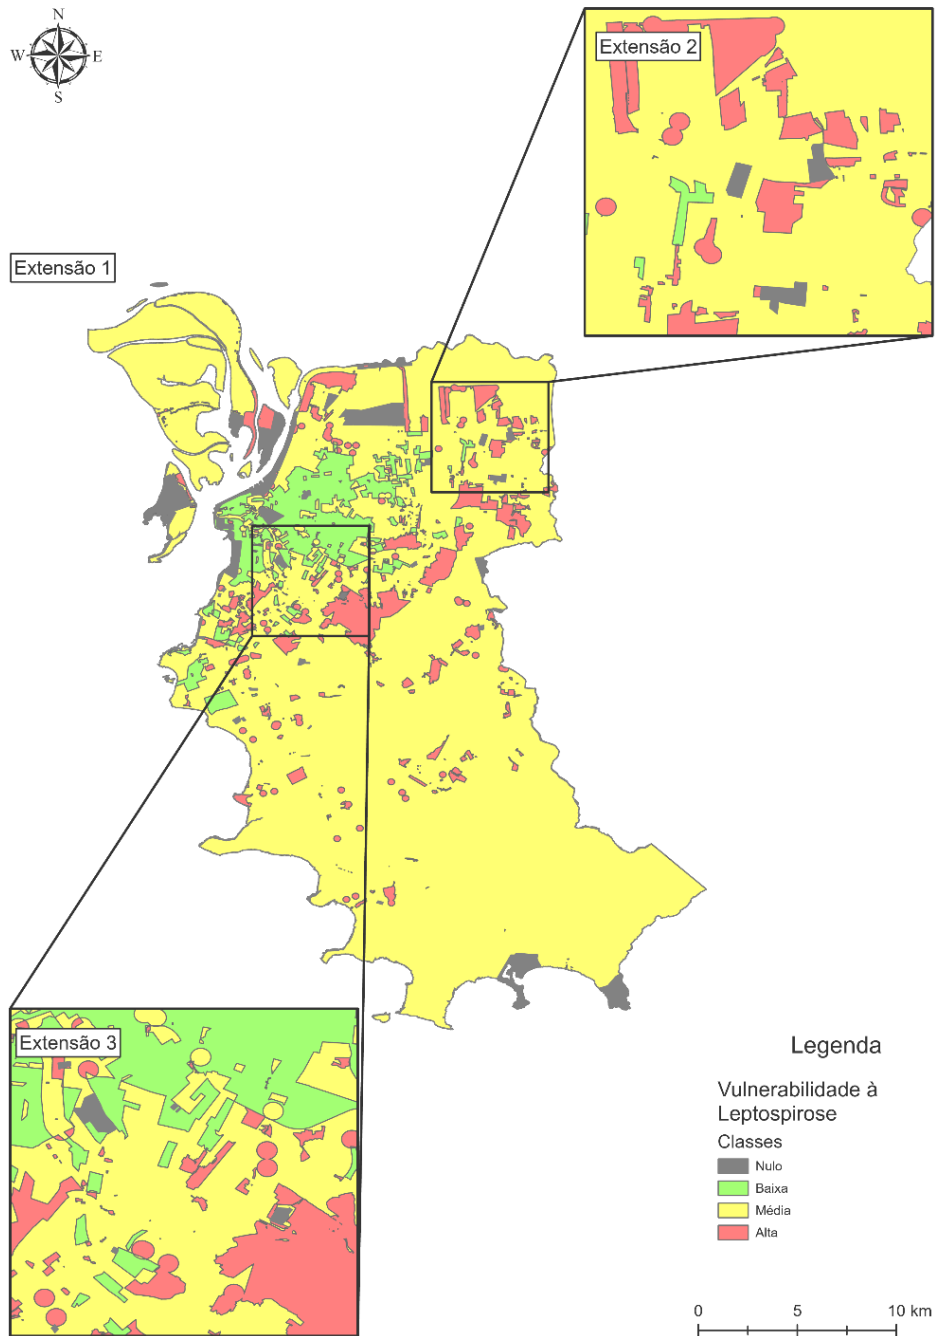 N
W E
S
Extensão 2
Extensão 1
Extensão 3
Legenda
Vulnerabilidade à
Leptospirose
Classes
Nulo
Baixa
Média
Alta
0 5 10 km